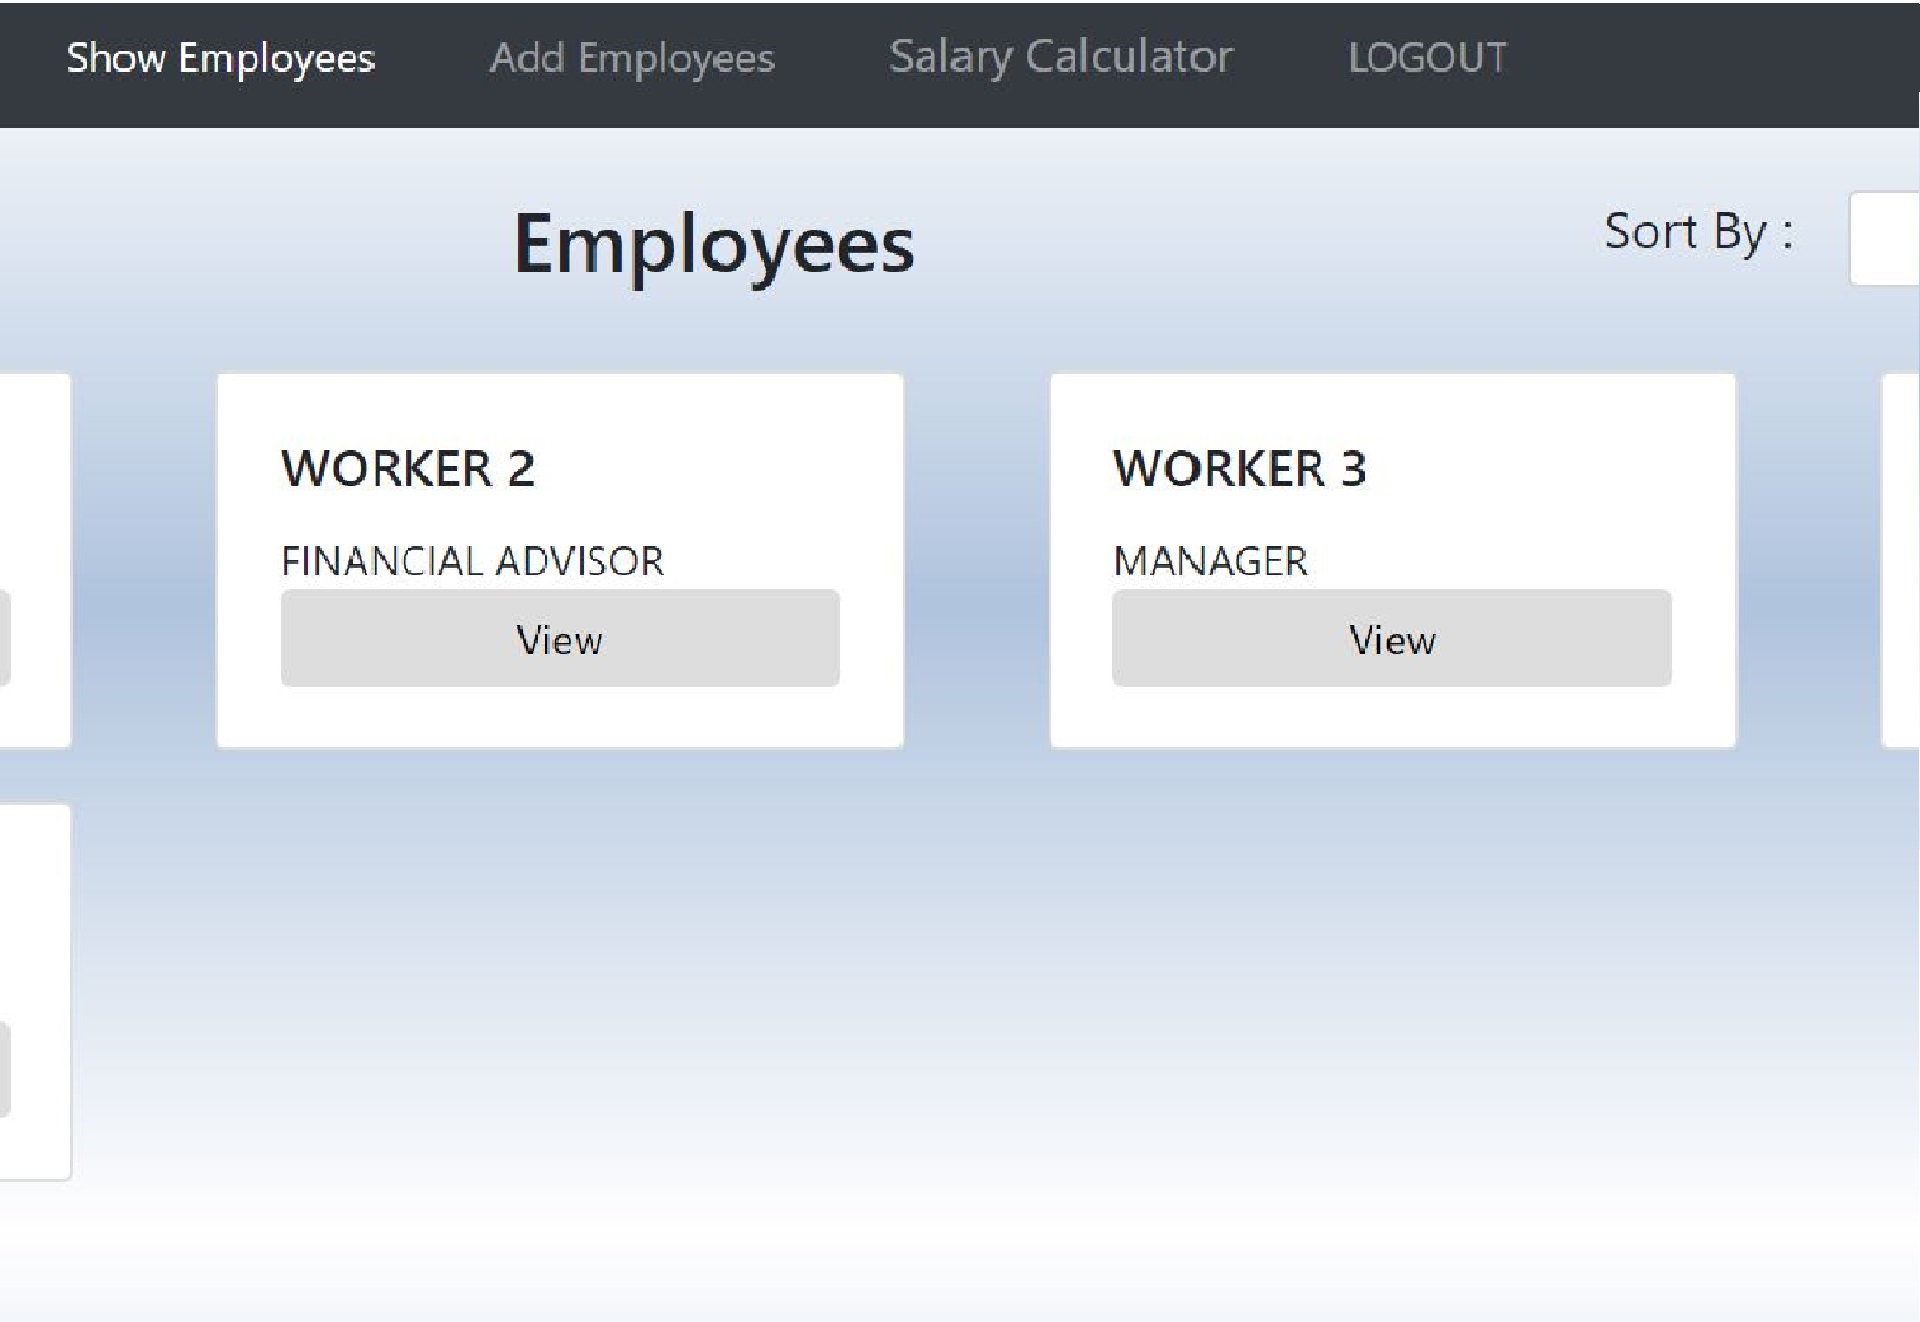 Show Employees Add Employees Salary Calculator LOGOUT
Employees
Sort By :
WORKER 2
FINANCIAL ADVISOR
View
WORKER 3
MANAGER
View